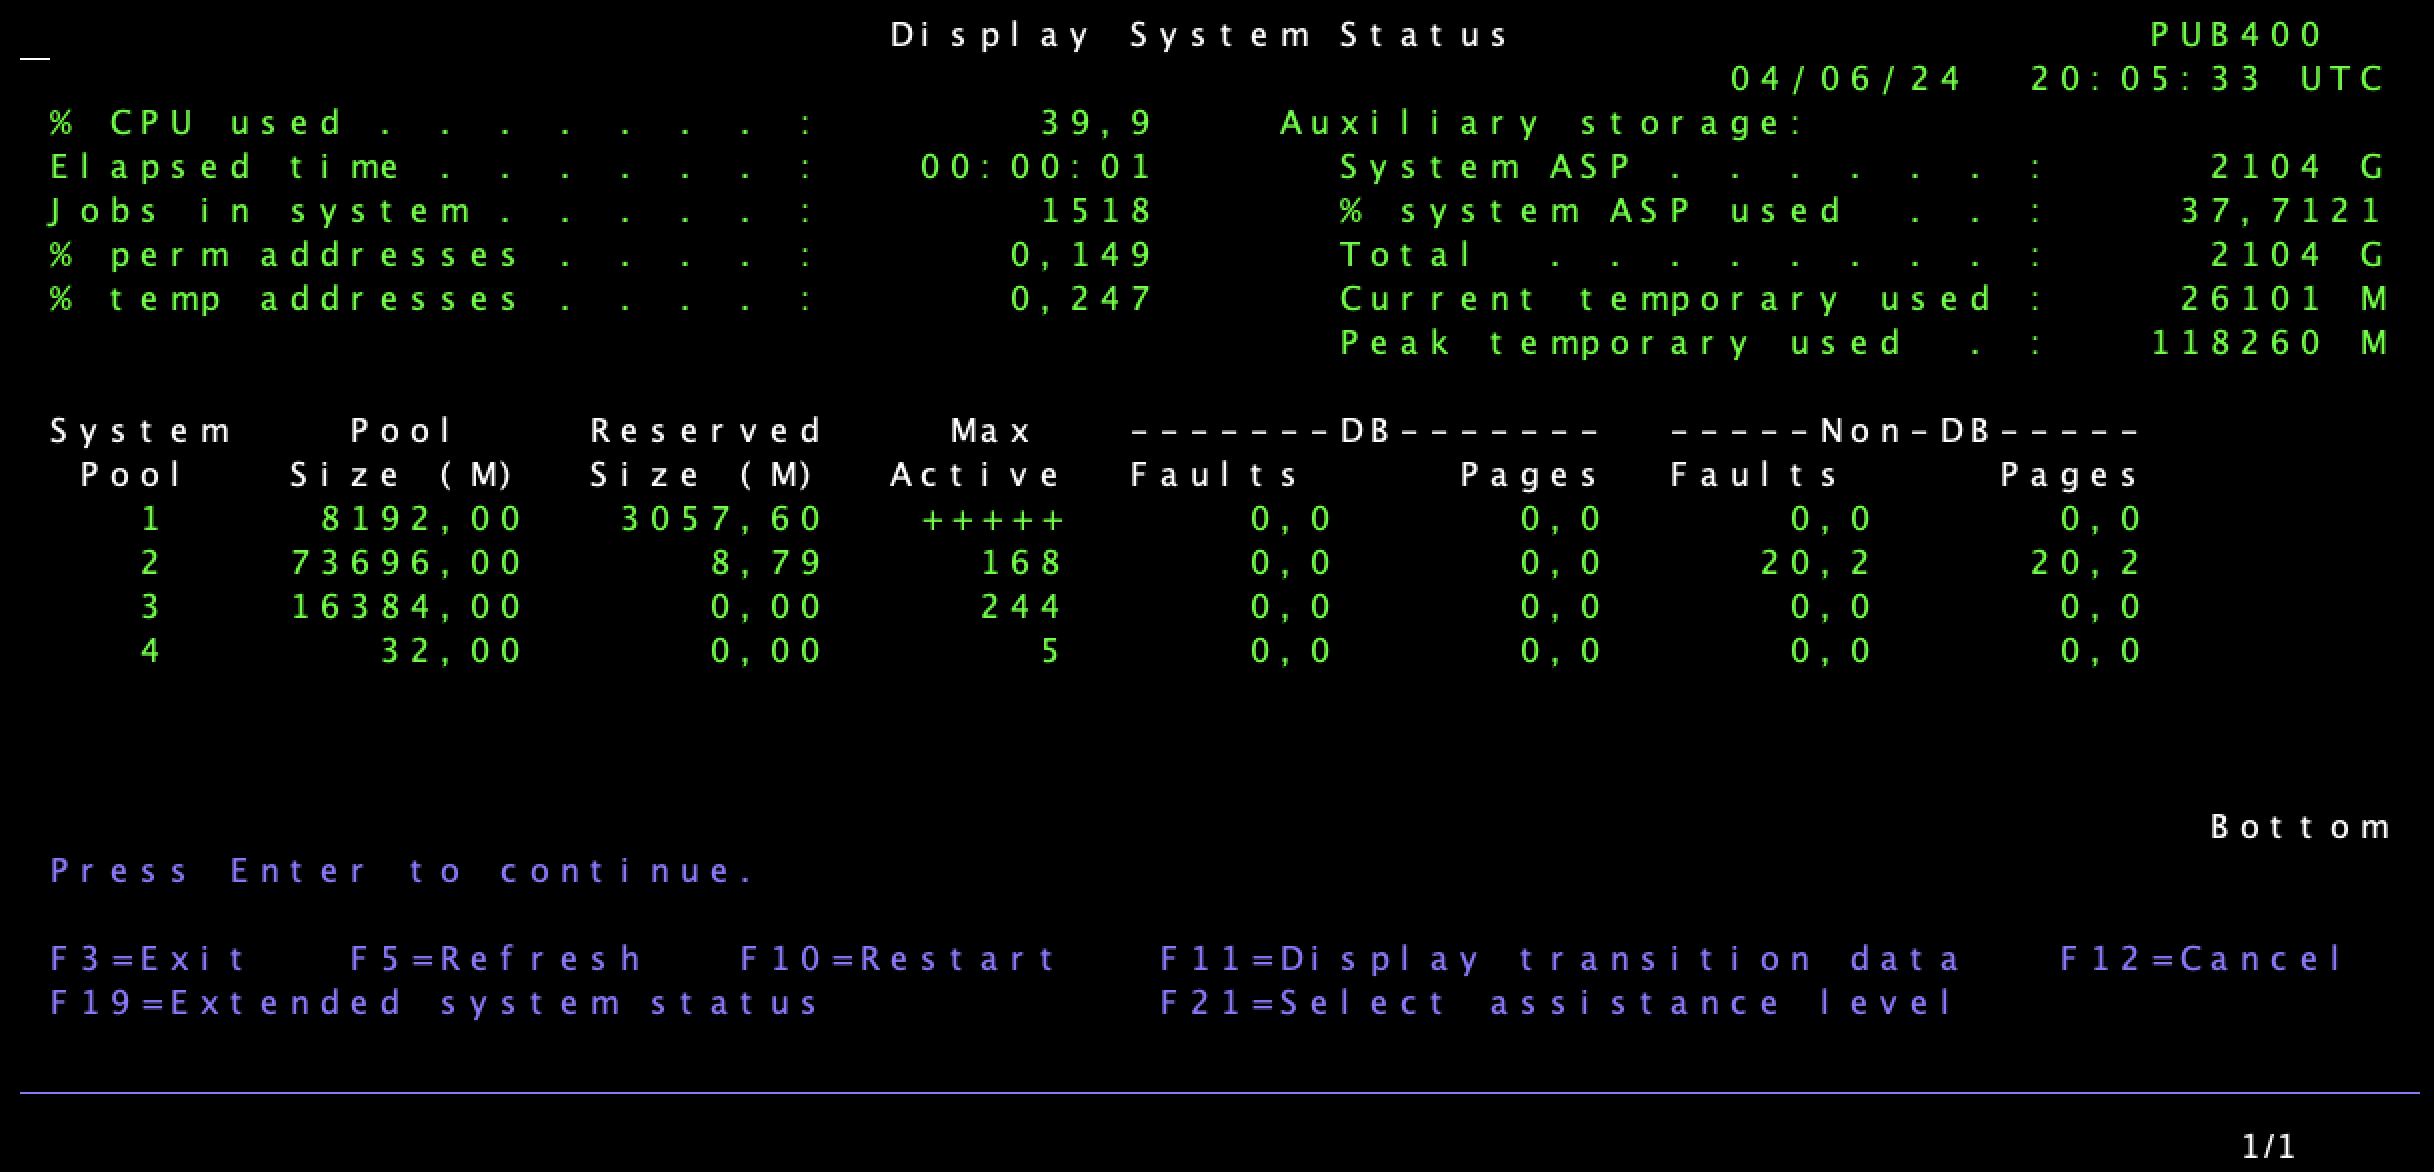 Display System Status PUB400
04/06/24 20:05:33 UTC
% CPU used . . . . . . . : 39,9 Auxiliary storage:
Elapsed time . . . . . . : 00:00:01 System ASP . . . . . . : 2104 G
Jobs in system . . . . . : 1518 % system ASP used . . : 37,7121
% perm addresses . . . . : 0,149 Total . . . . . . . . : 2104 G
% temp addresses . . . . : 0,247 Current temporary used : 26101 M
Peak temporary used . : 118260 M
System Pool Reserved Max -------DB------- -----Non-DB-----
Pool Size (M) Size (M) Active Faults Pages Faults Pages
1 8192,00 3057,60 +++++ 0,0 0,0 0,0 0,0
2 73696,00 8,79 168 0,0 0,0 20,2 20,2
3 16384,00 0,00 244 0,0 0,0 0,0 0,0
4 32,00 0,00 5 0,0 0,0 0,0 0,0
Bottom
Press Enter to continue.
F3=Exit F5=Refresh F10=Restart F11=Display transition data F12=Cancel
F19=Extended system status F21=Select assistance level
1/1